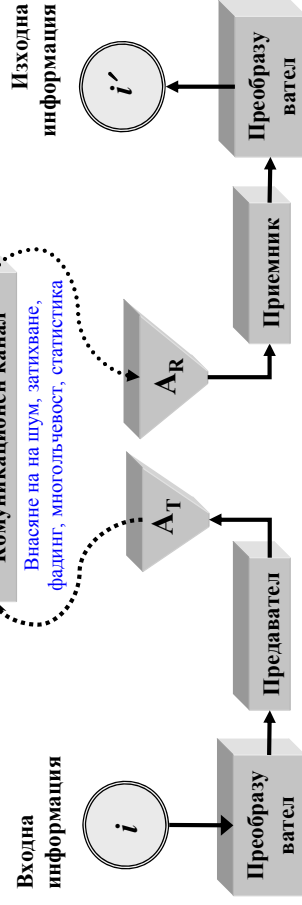 Комуникационен канал
Внасяне на на шум, затихване,
фадинг, многольчевост, статистика
Входна
информация
i
Преобразу
вател
Предавател
A_T
A_R
Приемник
Преобразу
вател
i′
Изходна
информация